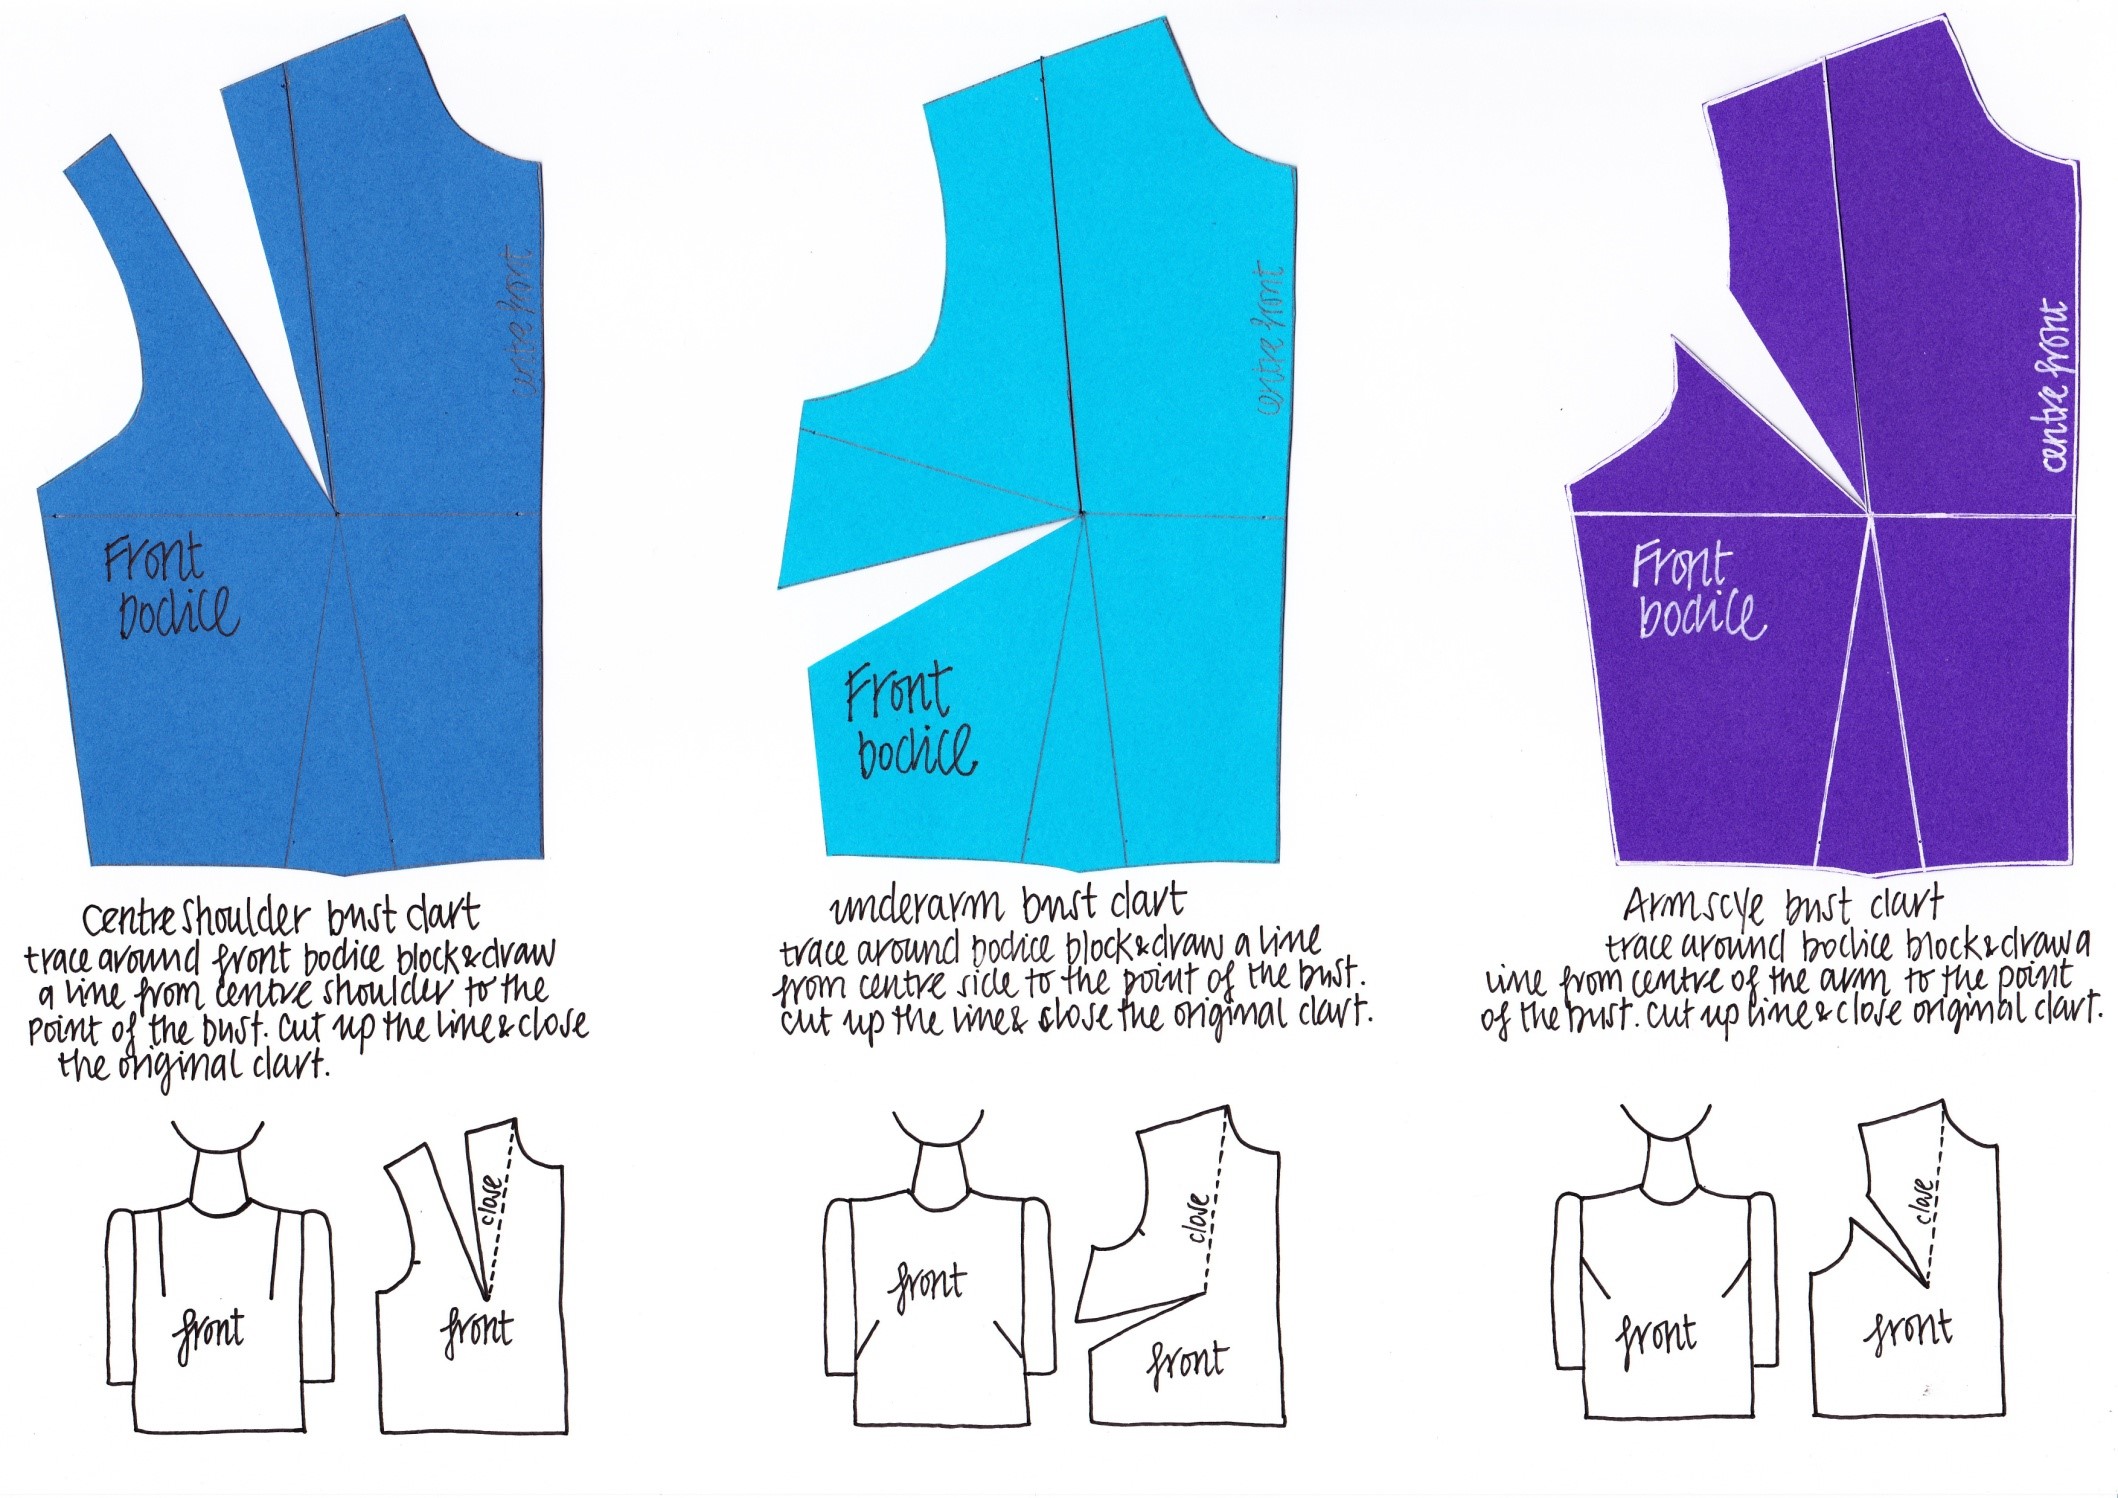 centre front
Front
bodice
centre shoulder bust dart
trace around front bodice block & draw
a line from centre shoulder to the
point of the bust. cut up the line & close
the original dart.
close
front
front
centre front
Front
bodice
underarm bust dart
trace around bodice block & draw a line
from centre side to the point of the bust.
cut up the line & close the original dart.
close
front
front
centre front
Front
bodice
Armscye bust dart
trace around bodice block & draw a
line from centre of the arm to the point
of the bust. cut up line & close original dart.
close
front
front